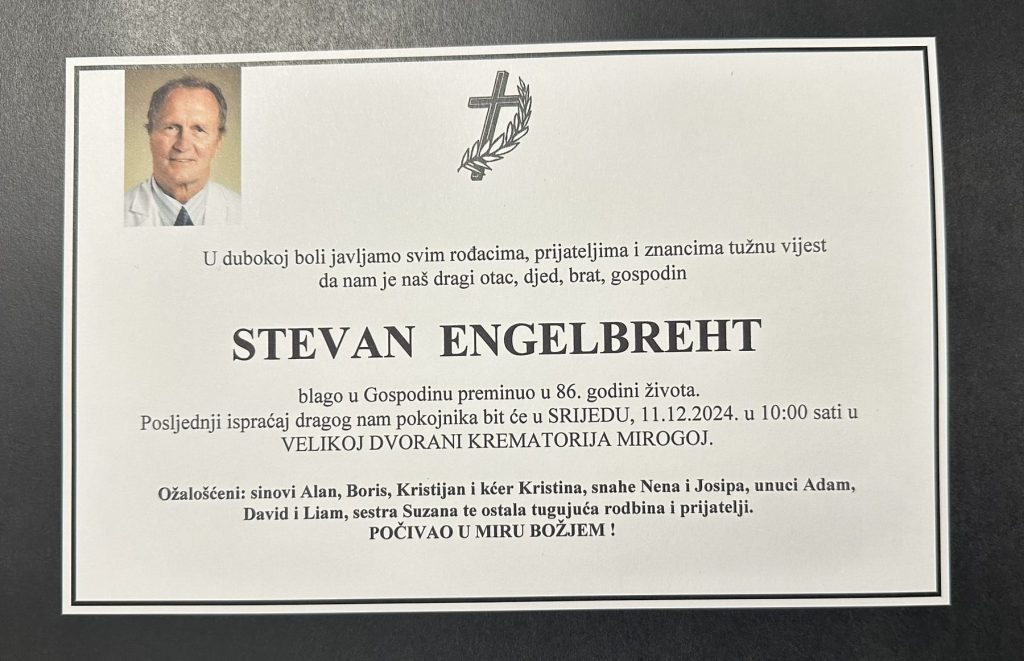 U dubokoj boli javljamo svim rođacima, prijateljima i znancima tužnu vijest
da nam je naš dragi otac, djed, brat, gospodin
STEVAN ENGELBREHT
blago u Gospodinu preminuo u 86. godini života.
Posljednji ispraćaj dragog nam pokojnika bit će u SRIJEDU, 11.12.2024. u 10:00 sati u
VELIKOJ DVORANI KREMATORIJA MIROGOJ.
Ožalošćeni: sinovi Alan, Boris, Kristijan i kćer Kristina, snahe Nena i Josipa, unuci Adam,
David i Liam, sestra Suzana te ostala tugujuća rodbina i prijatelji.
POČIVAO U MIRU BOŽJEM !